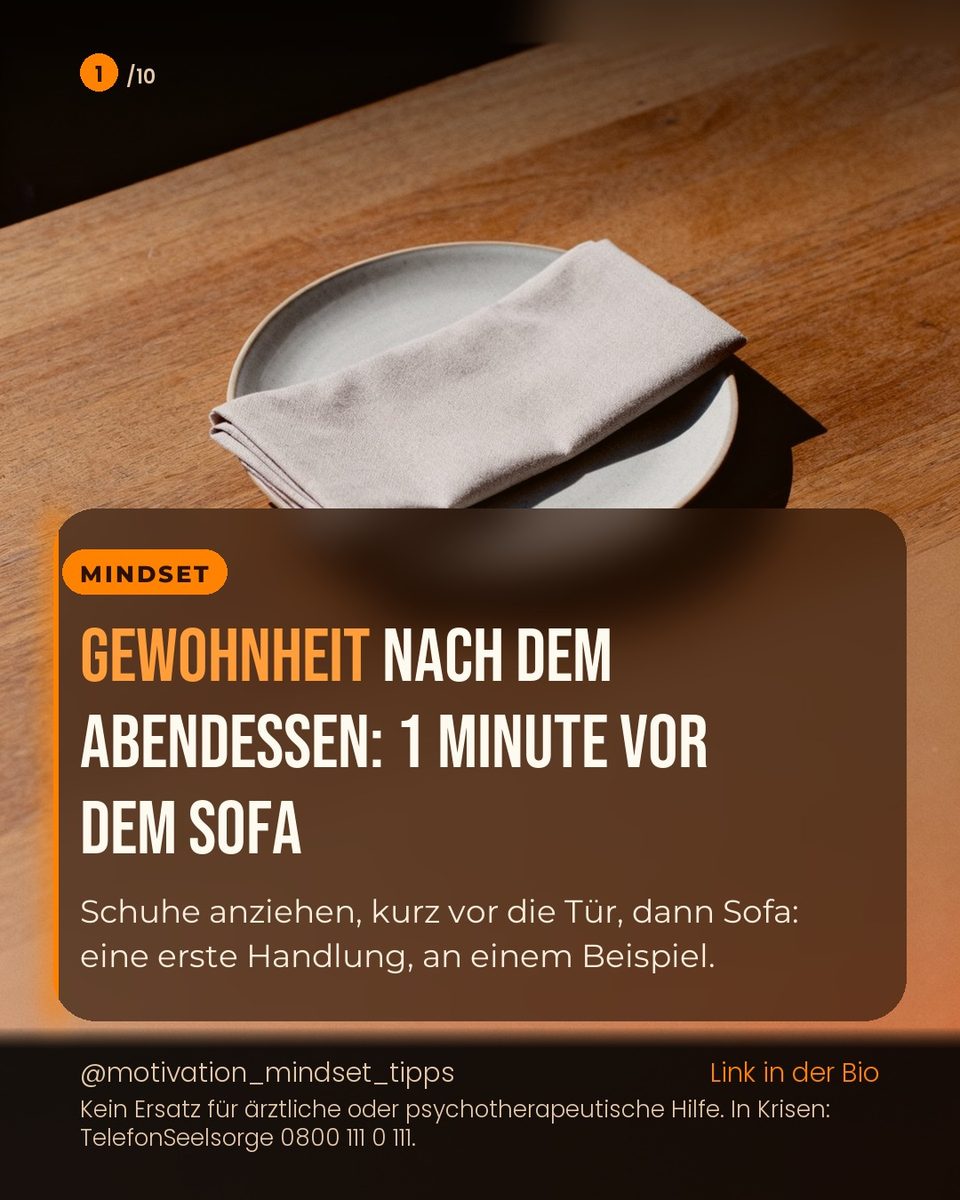 1 /10
MINDSET
GEWOHNHEIT NACH DEM
ABENDESSEN: 1 MINUTE VOR
DEM SOFA
Schuhe anziehen, kurz vor die Tür, dann Sofa:
eine erste Handlung, an einem Beispiel.
@motivation_mindset_tipps Link in der Bio
Kein Ersatz für ärztliche oder psychotherapeutische Hilfe. In Krisen:
TelefonSeelsorge 0800 111 0 111.